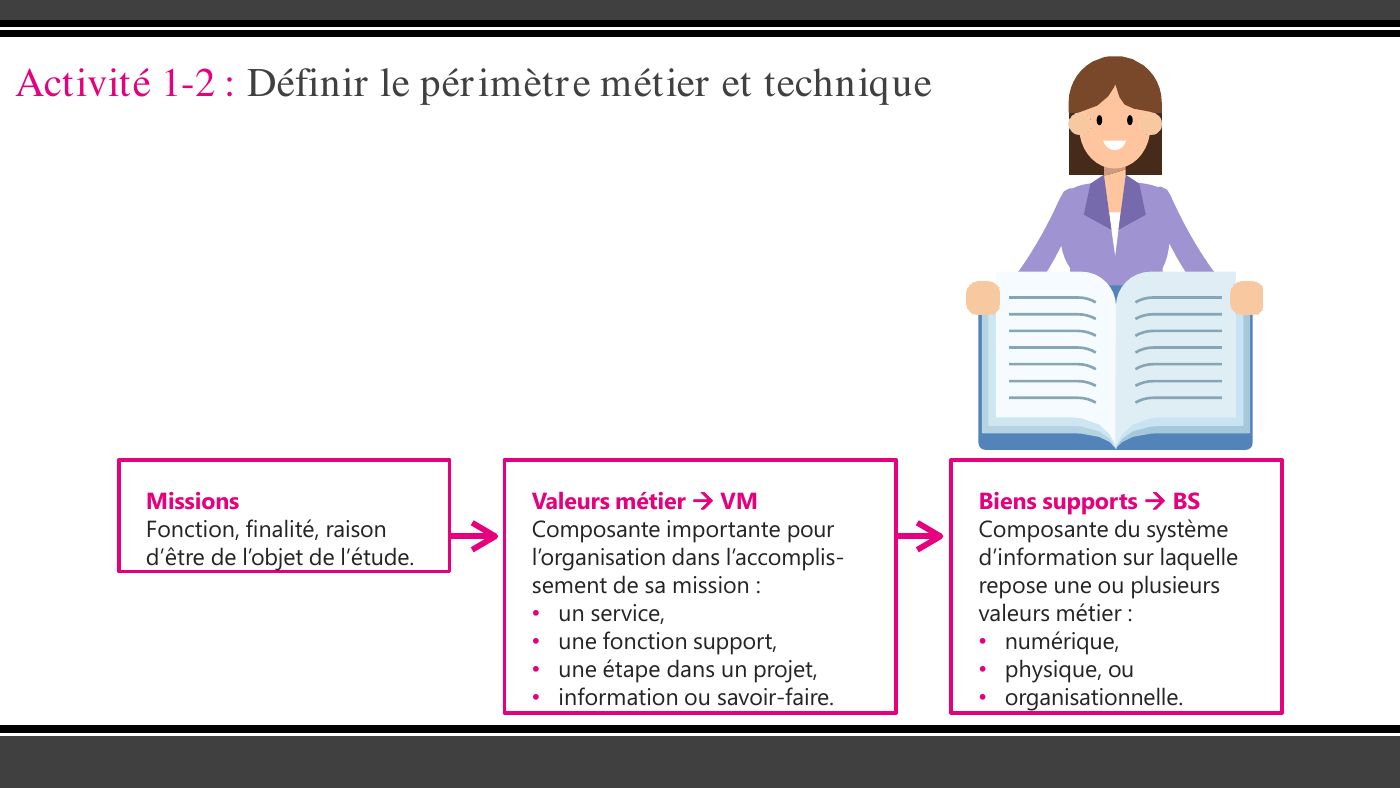 Activité 1-2 : Définir le périmètre métier et technique
Missions
Fonction, finalité, raison
d’être de l’objet de l’étude.
Valeurs métier → VM
Composante importante pour
l’organisation dans l’accomplis-
sement de sa mission :
• un service,
• une fonction support,
• une étape dans un projet,
• information ou savoir-faire.
Biens supports → BS
Composante du système
d’information sur laquelle
repose une ou plusieurs
valeurs métier :
• numérique,
• physique, ou
• organisationnelle.